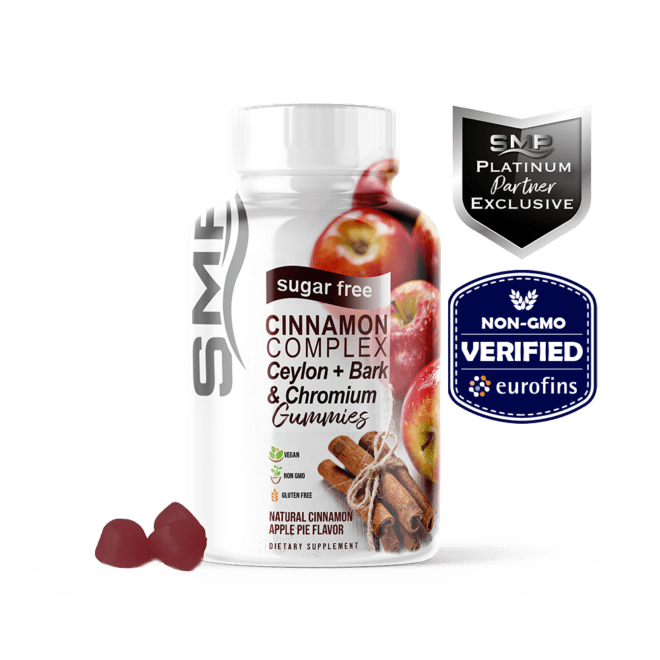 SMP
sugar free
CINNAMON
COMPLEX
Ceylon + Bark
& Chromium
Gummies
VEGAN
NON GMO
GLUTEN FREE
NATURAL CINNAMON
APPLE PIE FLAVOR
DIETARY SUPPLEMENT
SMP
PLATINUM
Partner
EXCLUSIVE
NON-GMO
VERIFIED
eurofins